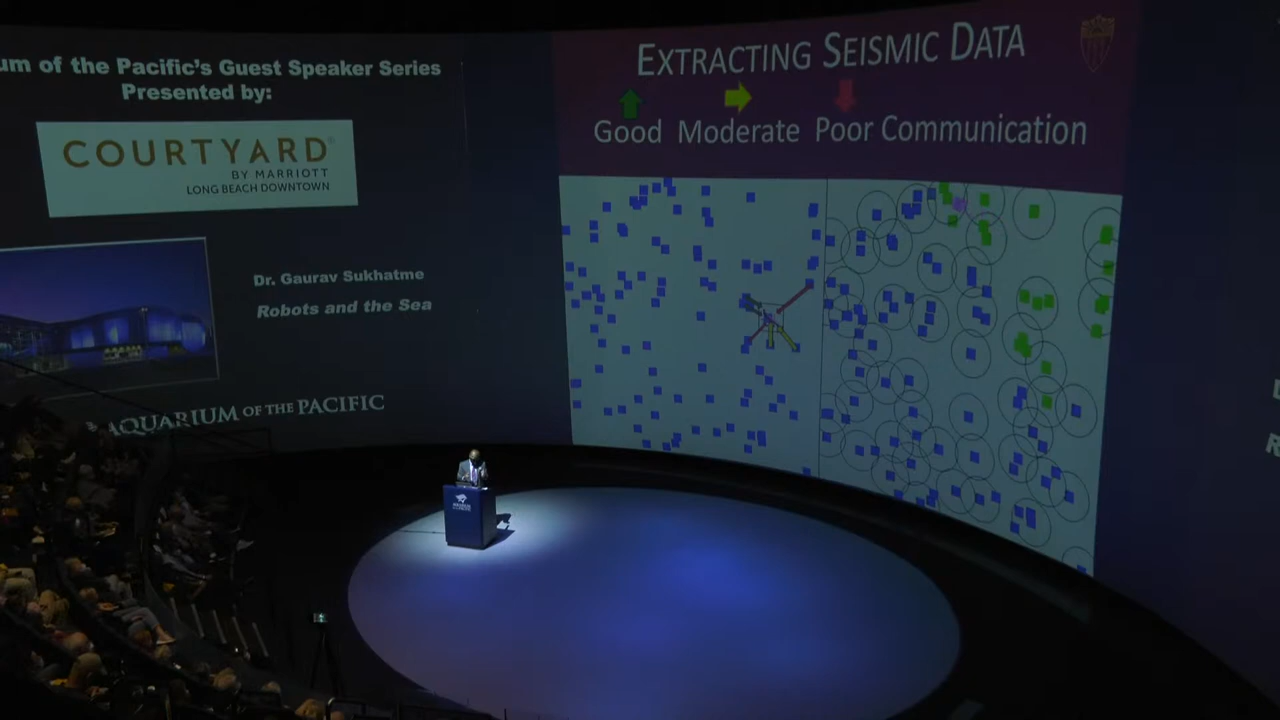 um of the Pacific's Guest Speaker Series
Presented by:
COURTYARD®
BY MARRIOTT
LONG BEACH DOWNTOWN
Dr. Gaurav Sukhatme
Robots and the Sea
AQUARIUM OF THE PACIFIC
EXTRACTING SEISMIC DATA
Good Moderate Poor Communication